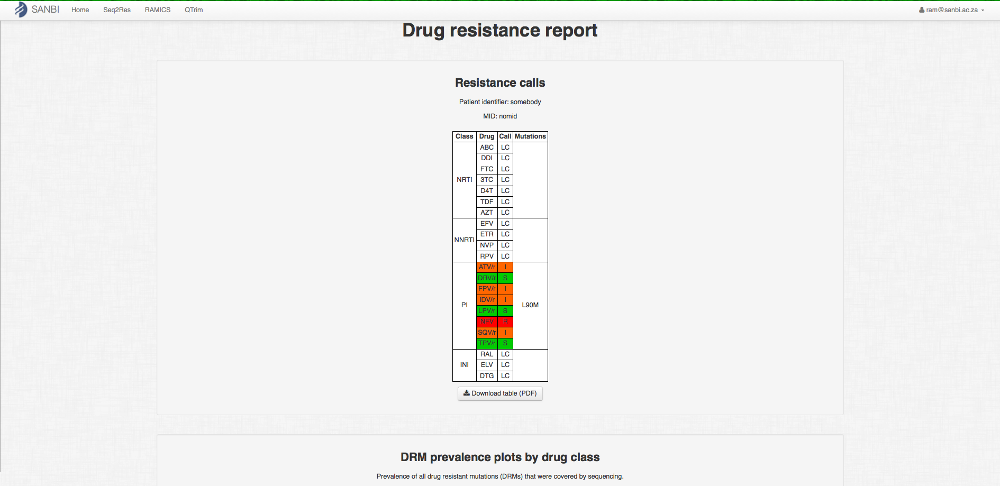 SANBI Home Seq2Res RAMICS QTrim ram@sanbi.ac.za
Drug resistance report
Resistance calls
Patient identifier: somebody
MID: nomid
Class Drug Call Mutations
ABC LC
DDI LC
FTC LC
NRTI 3TC LC
D4T LC
TDF LC
AZT LC
EFV LC
ETR LC
NNRTI
NVP LC
RPV LC
ATV/r I
DRV/r S
FPV/r I
IDV/r I
PI L90M
LPV/r S
NFV R
SQV/r I
TPV/r S
RAL LC
INI ELV LC
DTG LC
Download table (PDF)
DRM prevalence plots by drug class
Prevalence of all drug resistant mutations (DRMs) that were covered by sequencing.